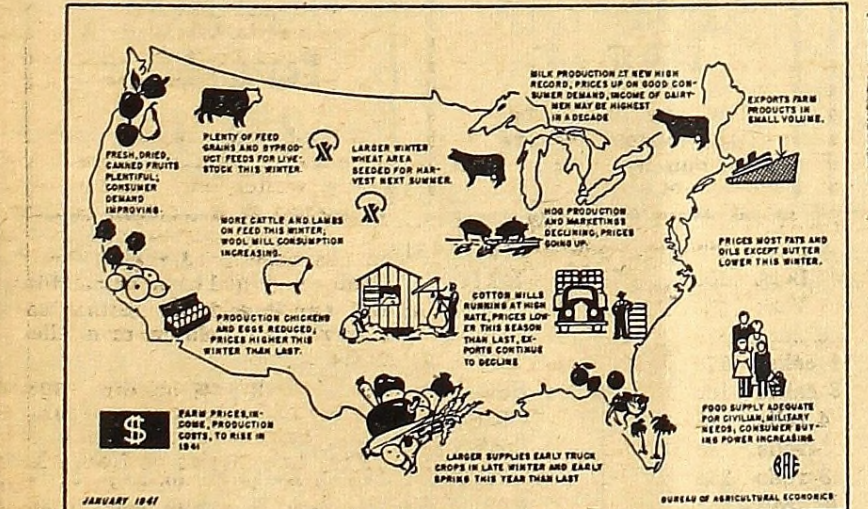 MILK PRODUCTION AT NEW HIGH
RECORD, PRICES UP ON GOOD CON-
SUMER DEMAND, INCOME OF DAIRY-
MEN MAY BE HIGHEST
IN A DECADE
EXPORTS FARM
PRODUCTS IN
SMALL VOLUME.
PLENTY OF FEED
GRAINS AND BYPROD-
UCT FEEDS FOR LIVE-
STOCK THIS WINTER.
LARGER WINTER
WHEAT AREA
SEEDED FOR HAR-
VEST NEXT SUMMER.
FRESH, DRIED,
CANNED FRUITS
PLENTIFUL;
CONSUMER
DEMAND
IMPROVING.
MORE CATTLE AND LAMBS
ON FEED THIS WINTER;
WOOL MILL CONSUMPTION
INCREASING.
HOG PRODUCTION
AND MARKETINGS
DECLINING, PRICES
GOING UP.
PRICES MOST FATS AND
OILS EXCEPT BUTTER
LOWER THIS WINTER.
PRODUCTION CHICKENS
AND EGGS REDUCED;
PRICES HIGHER THIS
WINTER THAN LAST.
COTTON MILLS
RUNNING AT HIGH
RATE, PRICES LOW-
ER THIS SEASON
THAN LAST, EX-
PORTS CONTINUE
TO DECLINE
$
FARM PRICES, IN-
COME, PRODUCTION
COSTS, TO RISE IN
1941
LARGER SUPPLIES EARLY TRUCK
CROPS IN LATE WINTER AND EARLY
SPRING THIS YEAR THAN LAST
FOOD SUPPLY ADEQUATE
FOR CIVILIAN, MILITARY
NEEDS; CONSUMER BUY-
ING POWER INCREASING.
BAE
JANUARY 1941
BUREAU OF AGRICULTURAL ECONOMICS